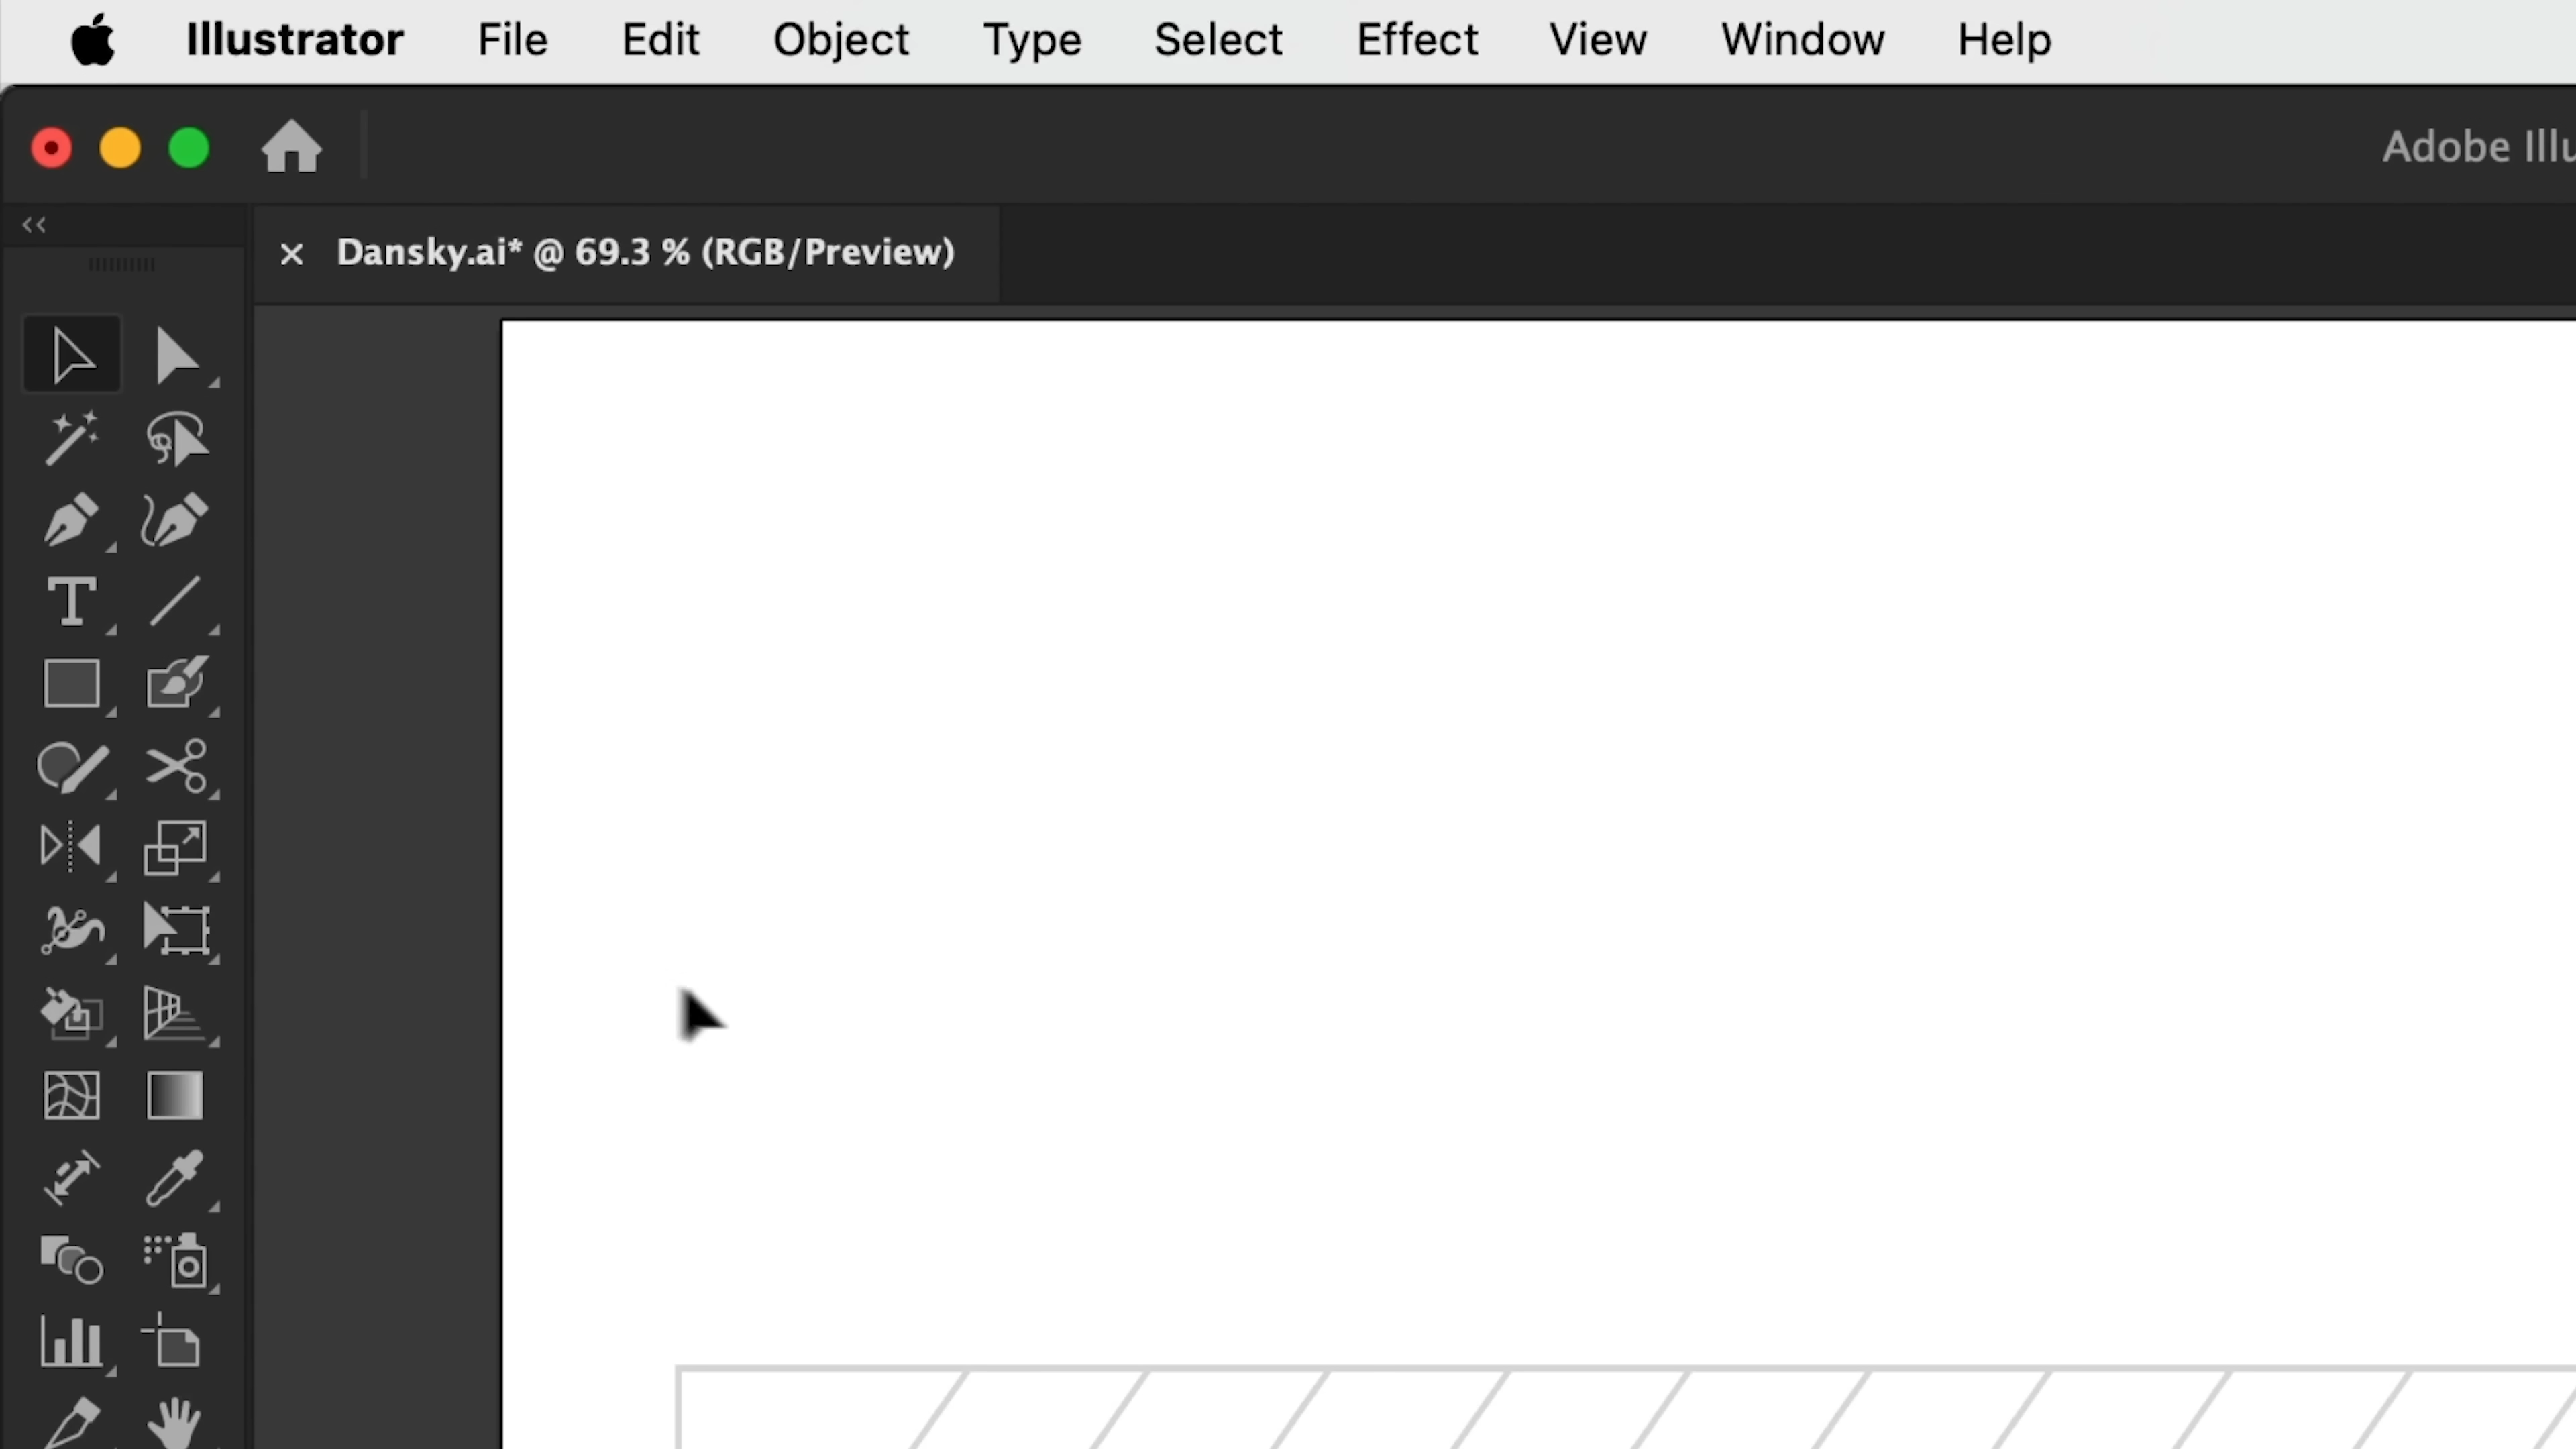 Illustrator File Edit Object Type Select Effect View Window Help
Adobe Illu
Dansky.ai* @ 69.3 % (RGB/Preview)